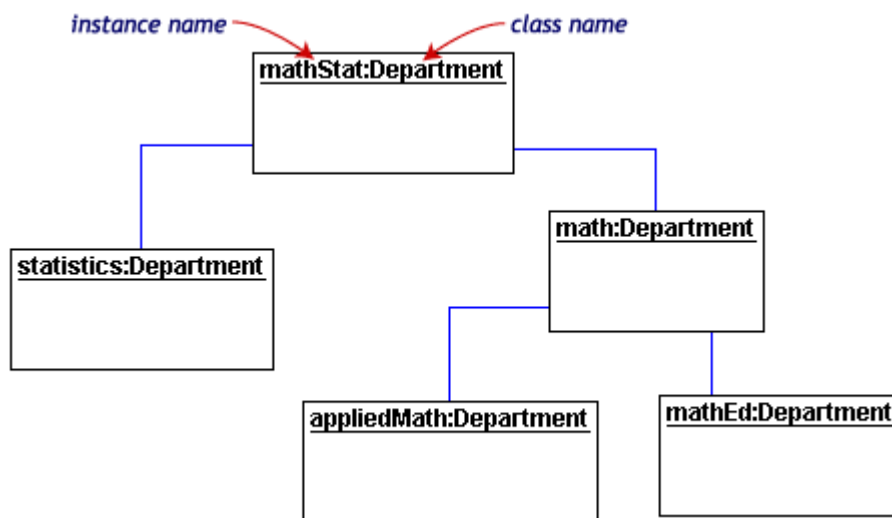 instance name
class name
mathStat:Department
math:Department
statistics:Department
appliedMath:Department
mathEd:Department